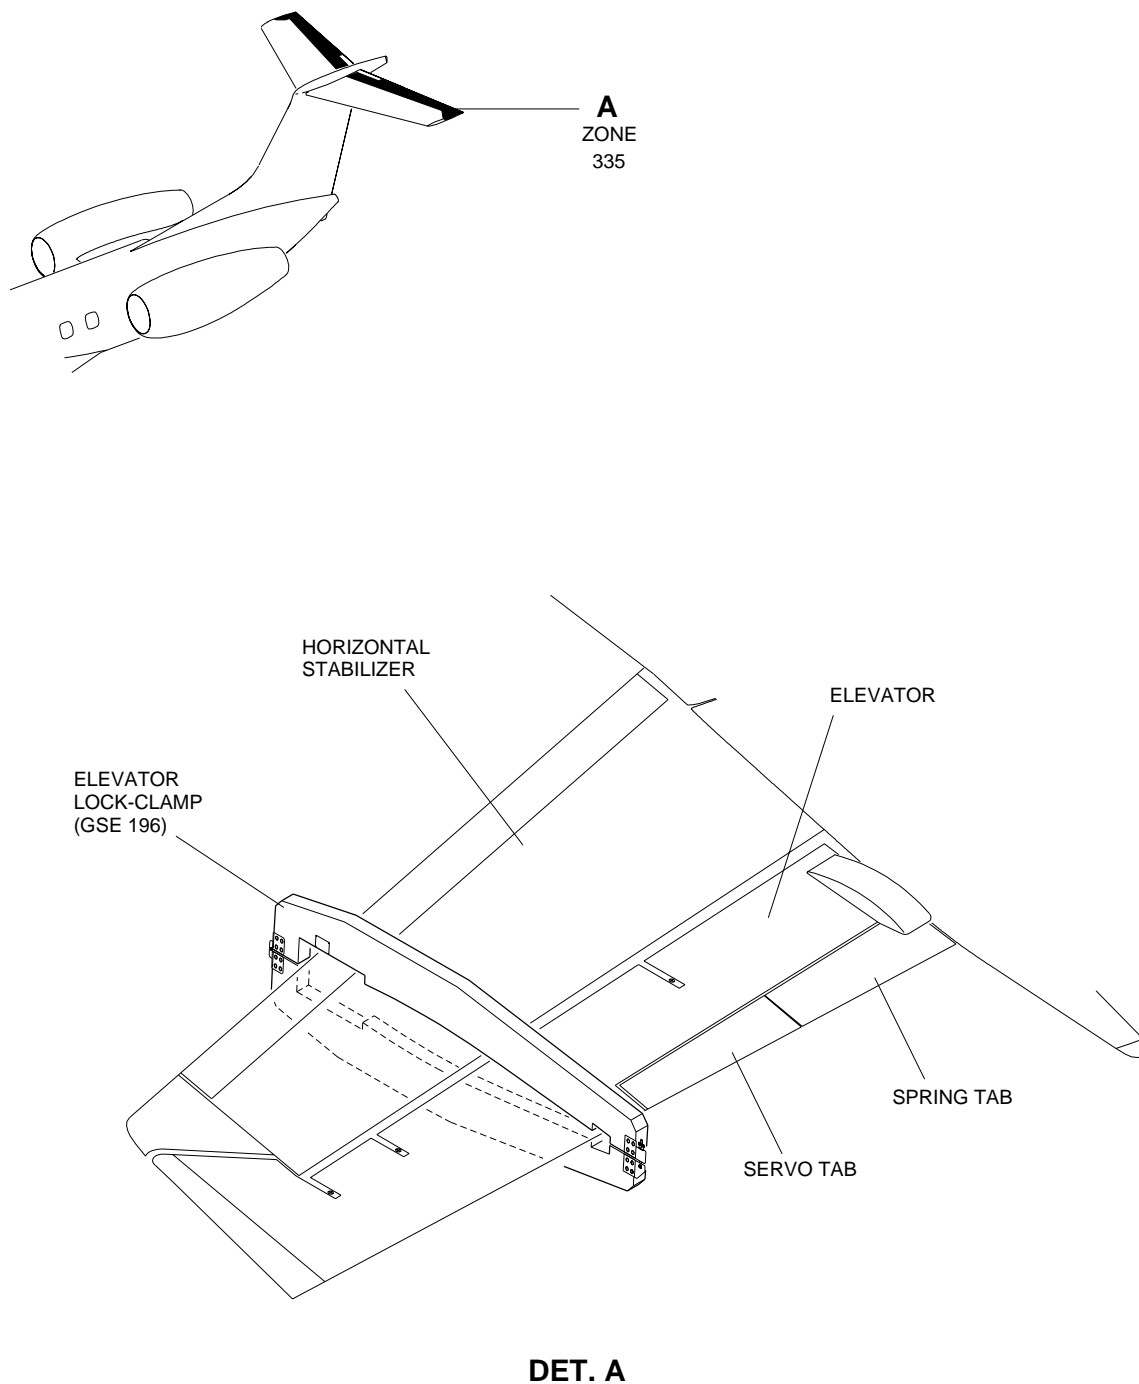 A
ZONE
335
HORIZONTAL
STABILIZER
ELEVATOR
ELEVATOR
LOCK-CLAMP
(GSE 196)
SPRING TAB
SERVO TAB
DET. A